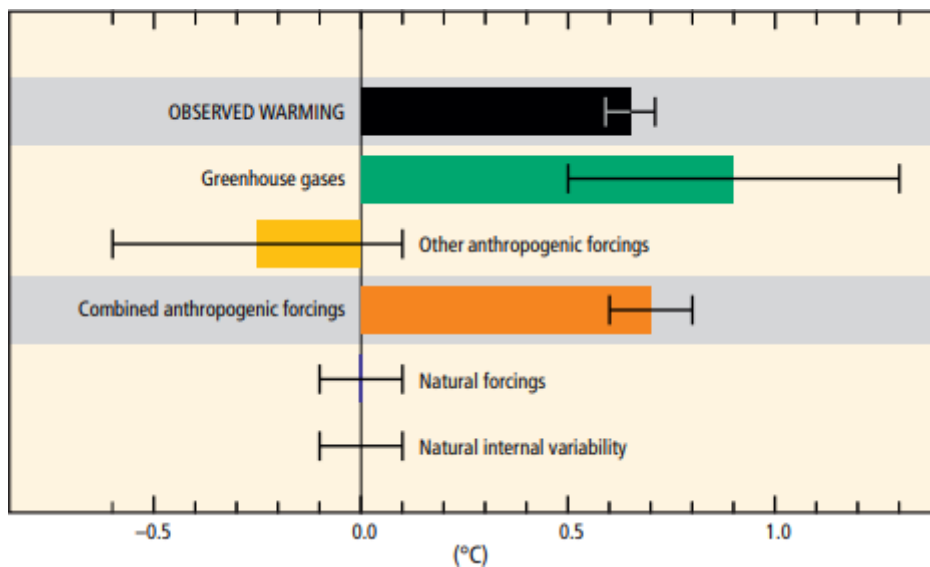 OBSERVED WARMING
Greenhouse gases
Other anthropogenic forcings
Combined anthropogenic forcings
Natural forcings
Natural internal variability
–0.5 0.0 0.5 1.0
(°C)